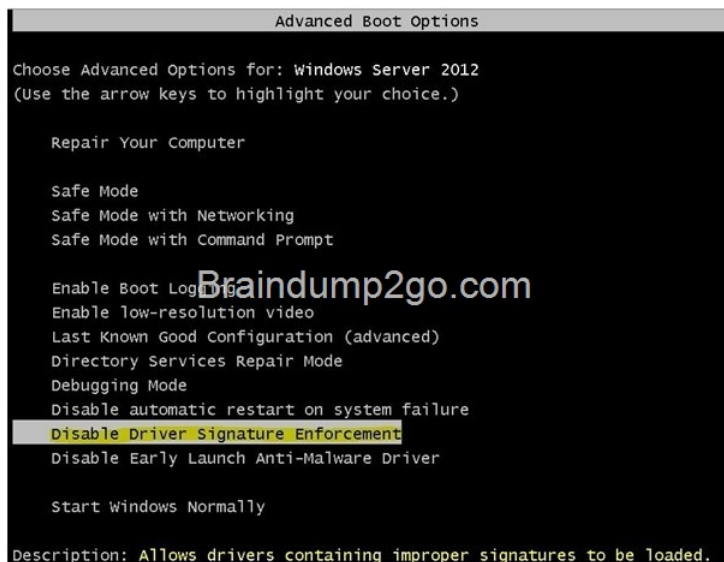 Advanced Boot Options
Choose Advanced Options for: Windows Server 2012
(Use the arrow keys to highlight your choice.)
Repair Your Computer
Safe Mode
Safe Mode with Networking
Safe Mode with Command Prompt
Enable Boot Logging
Braindump2go.com
Enable low-resolution video
Last Known Good Configuration (advanced)
Directory Services Repair Mode
Debugging Mode
Disable automatic restart on system failure
Disable Driver Signature Enforcement
Disable Early Launch Anti-Malware Driver
Start Windows Normally
Description: Allows drivers containing improper signatures to be loaded.